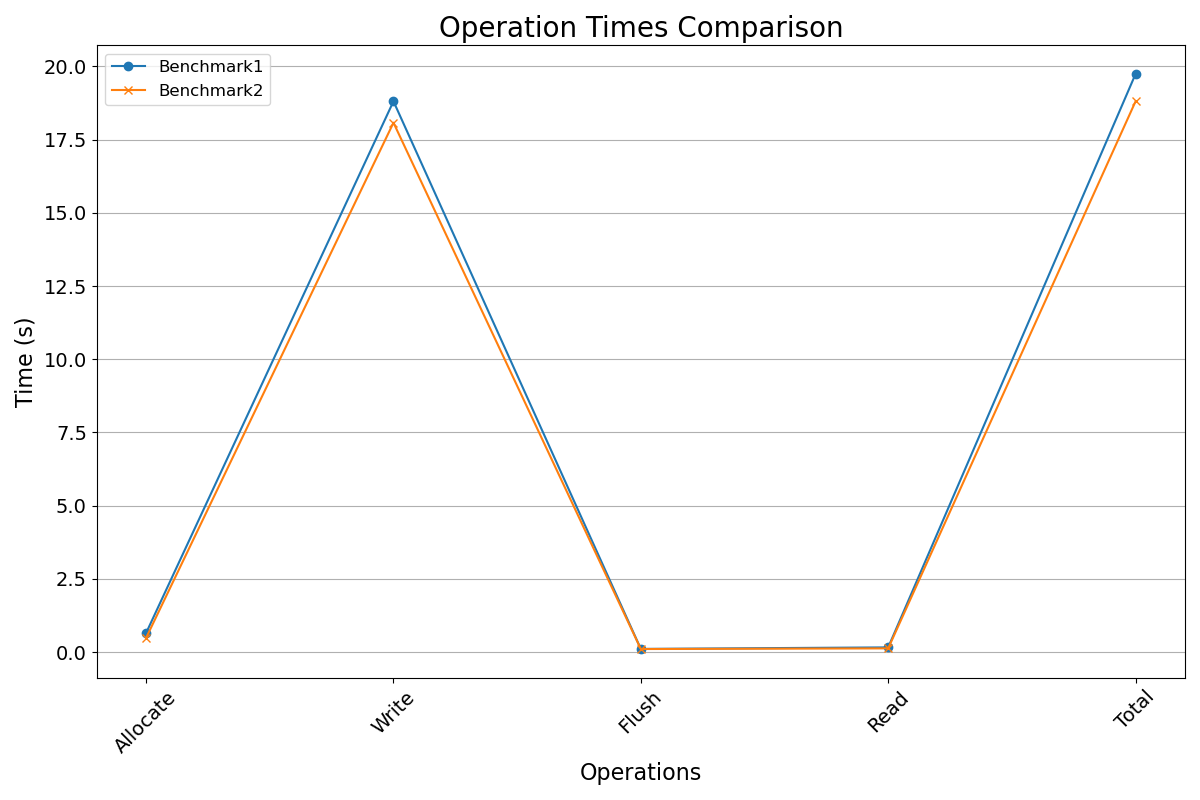 Operation Times Comparison
Benchmark1
Benchmark2
20.0
17.5
15.0
12.5
10.0
7.5
5.0
2.5
0.0
Time (s)
Allocate
Write
Flush
Read
Total
Operations